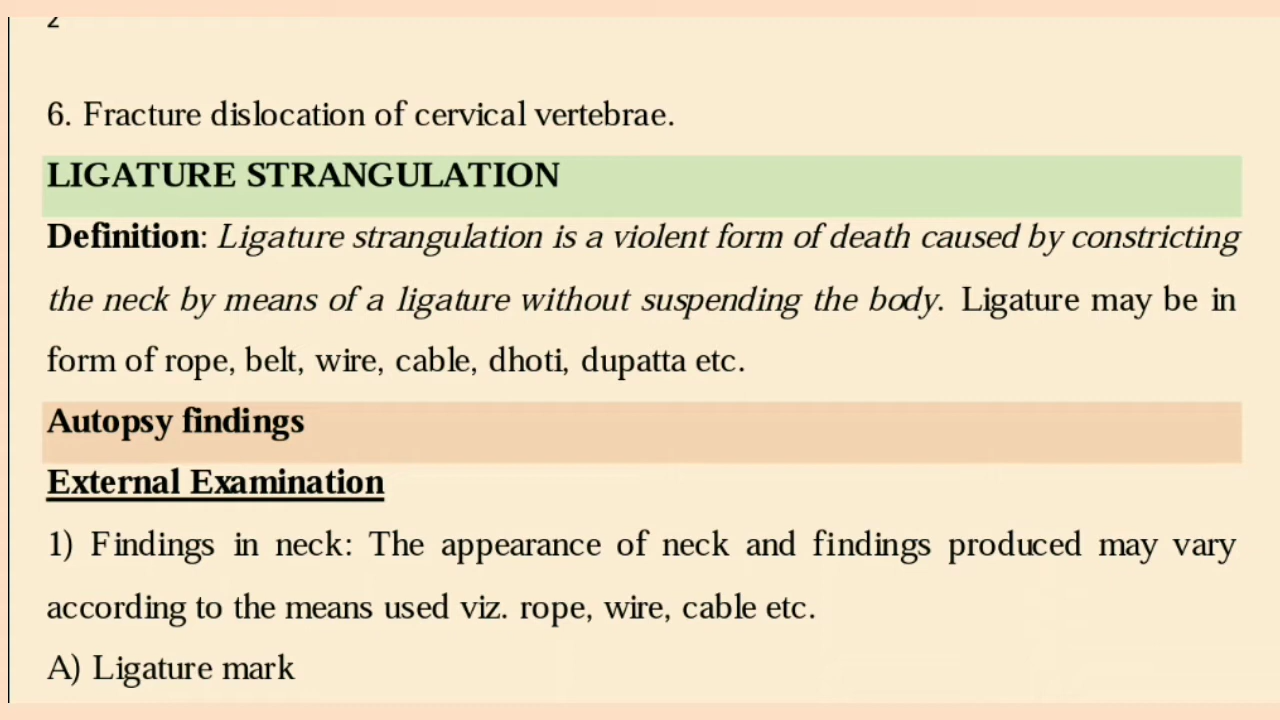 2
6. Fracture dislocation of cervical vertebrae.
LIGATURE STRANGULATION
Definition: Ligature strangulation is a violent form of death caused by constricting
the neck by means of a ligature without suspending the body. Ligature may be in
form of rope, belt, wire, cable, dhoti, dupatta etc.
Autopsy findings
External Examination
1) Findings in neck: The appearance of neck and findings produced may vary
according to the means used viz. rope, wire, cable etc.
A) Ligature mark